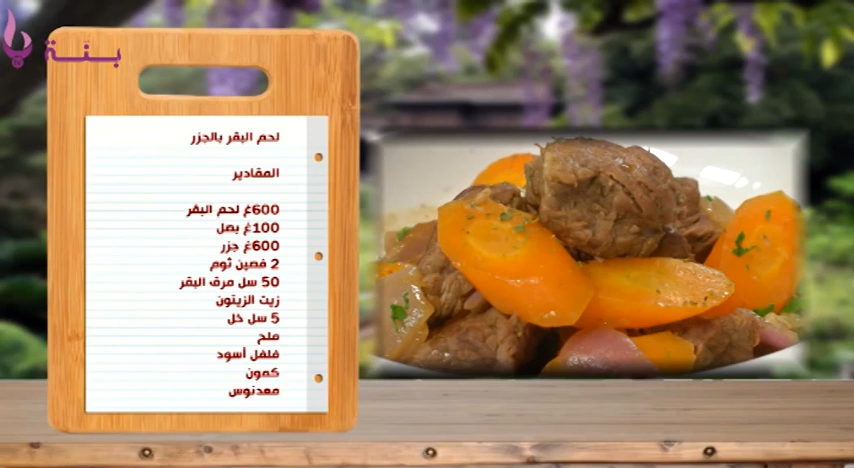 بنة
لحم البقر بالجزر
المقادير
600غ لحم البقر
100غ بصل
600غ جزر
2 فصين ثوم
50 سل مرق البقر
زيت الزيتون
5 سل خل
ملح
فلفل أسود
كمون
معدنوس